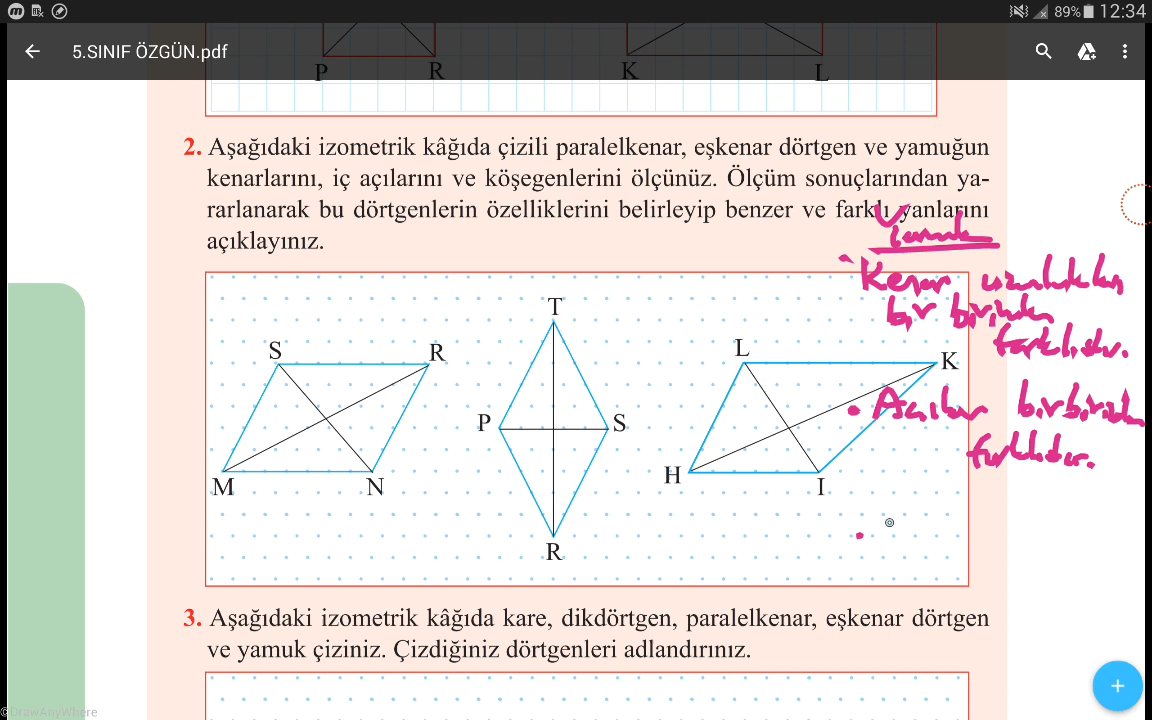 89% 12:34
5.SINIF ÖZGÜN.pdf
P R K L
2. Aşağıdaki izometrik kâğıda çizili paralelkenar, eşkenar dörtgen ve yamuğun
kenarlarını, iç açılarını ve köşegenlerini ölçünüz. Ölçüm sonuçlarından ya-
rarlanarak bu dörtgenlerin özelliklerini belirleyip benzer ve farklı yanlarını
açıklayınız.
Yamuk
Kenar uzunlukları
bir birinden
farklıdır.
T
S R
L
K
• Açılar birbirinden
farklıdır.
P S
M N
H I
R
3. Aşağıdaki izometrik kâğıda kare, dikdörtgen, paralelkenar, eşkenar dörtgen
ve yamuk çiziniz. Çizdiğiniz dörtgenleri adlandırınız.
©DrawAnyWhere